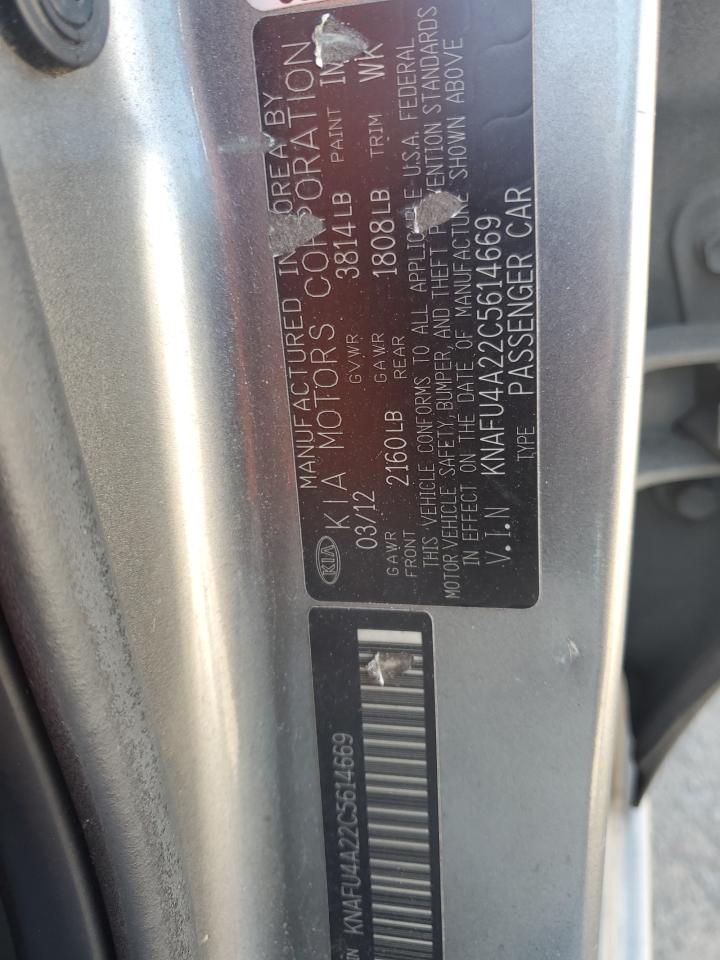 MANUFACTURED IN KOREA BY
KIA KIA MOTORS CORPORATION
03/12 GVWR 3814LB PAINT
GAWR FRONT 2160LB GAWR REAR 1808LB TRIM WK
THIS VEHICLE CONFORMS TO ALL APPLICABLE U.S.A. FEDERAL
MOTOR VEHICLE SAFETY, BUMPER, AND THEFT PREVENTION STANDARDS
IN EFFECT ON THE DATE OF MANUFACTURE SHOWN ABOVE
V.I.N KNAFU4A22C5614669
TYPE PASSENGER CAR
KNAFU4A22C5614669